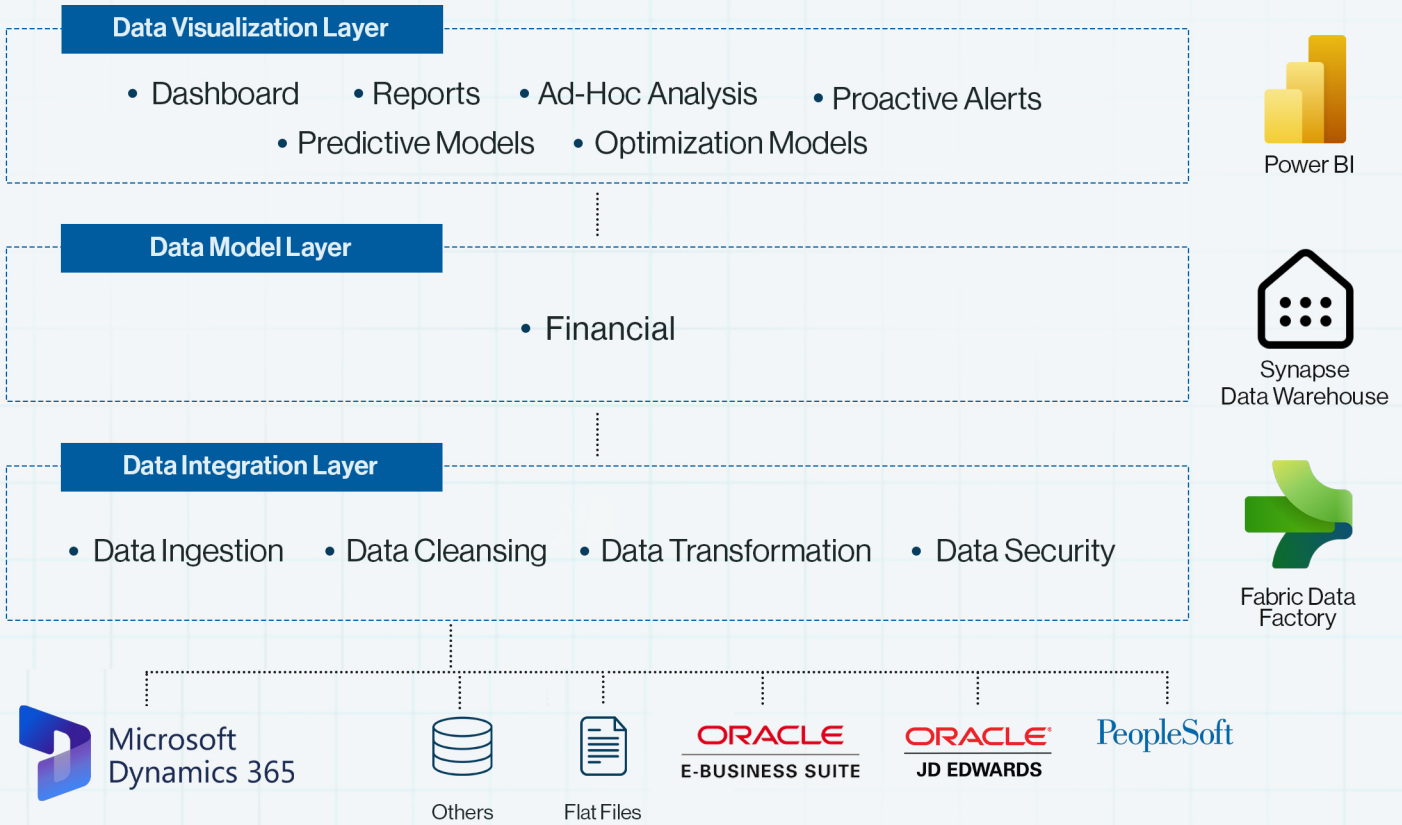 Data Visualization Layer
• Dashboard • Reports • Ad-Hoc Analysis • Proactive Alerts
• Predictive Models • Optimization Models
Power BI
Data Model Layer
• Financial
Synapse
Data Warehouse
Data Integration Layer
• Data Ingestion • Data Cleansing • Data Transformation • Data Security
Fabric Data
Factory
Microsoft
Dynamics 365
Others
Flat Files
ORACLE
E-BUSINESS SUITE
ORACLE®
JD EDWARDS
PeopleSoft